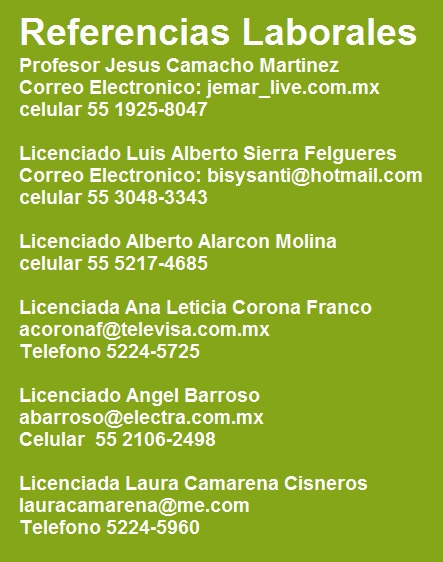 Referencias Laborales
Profesor Jesus Camacho Martinez
Correo Electronico: jemar_live.com.mx
celular 55 1925-8047
Licenciado Luis Alberto Sierra Felgueres
Correo Electronico: bisysanti@hotmail.com
celular 55 3048-3343
Licenciado Alberto Alarcon Molina
celular 55 5217-4685
Licenciada Ana Leticia Corona Franco
acoronaf@televisa.com.mx
Telefono 5224-5725
Licenciado Angel Barroso
abarroso@electra.com.mx
Celular  55 2106-2498
Licenciada Laura Camarena Cisneros
lauracamarena@me.com
Telefono 5224-5960